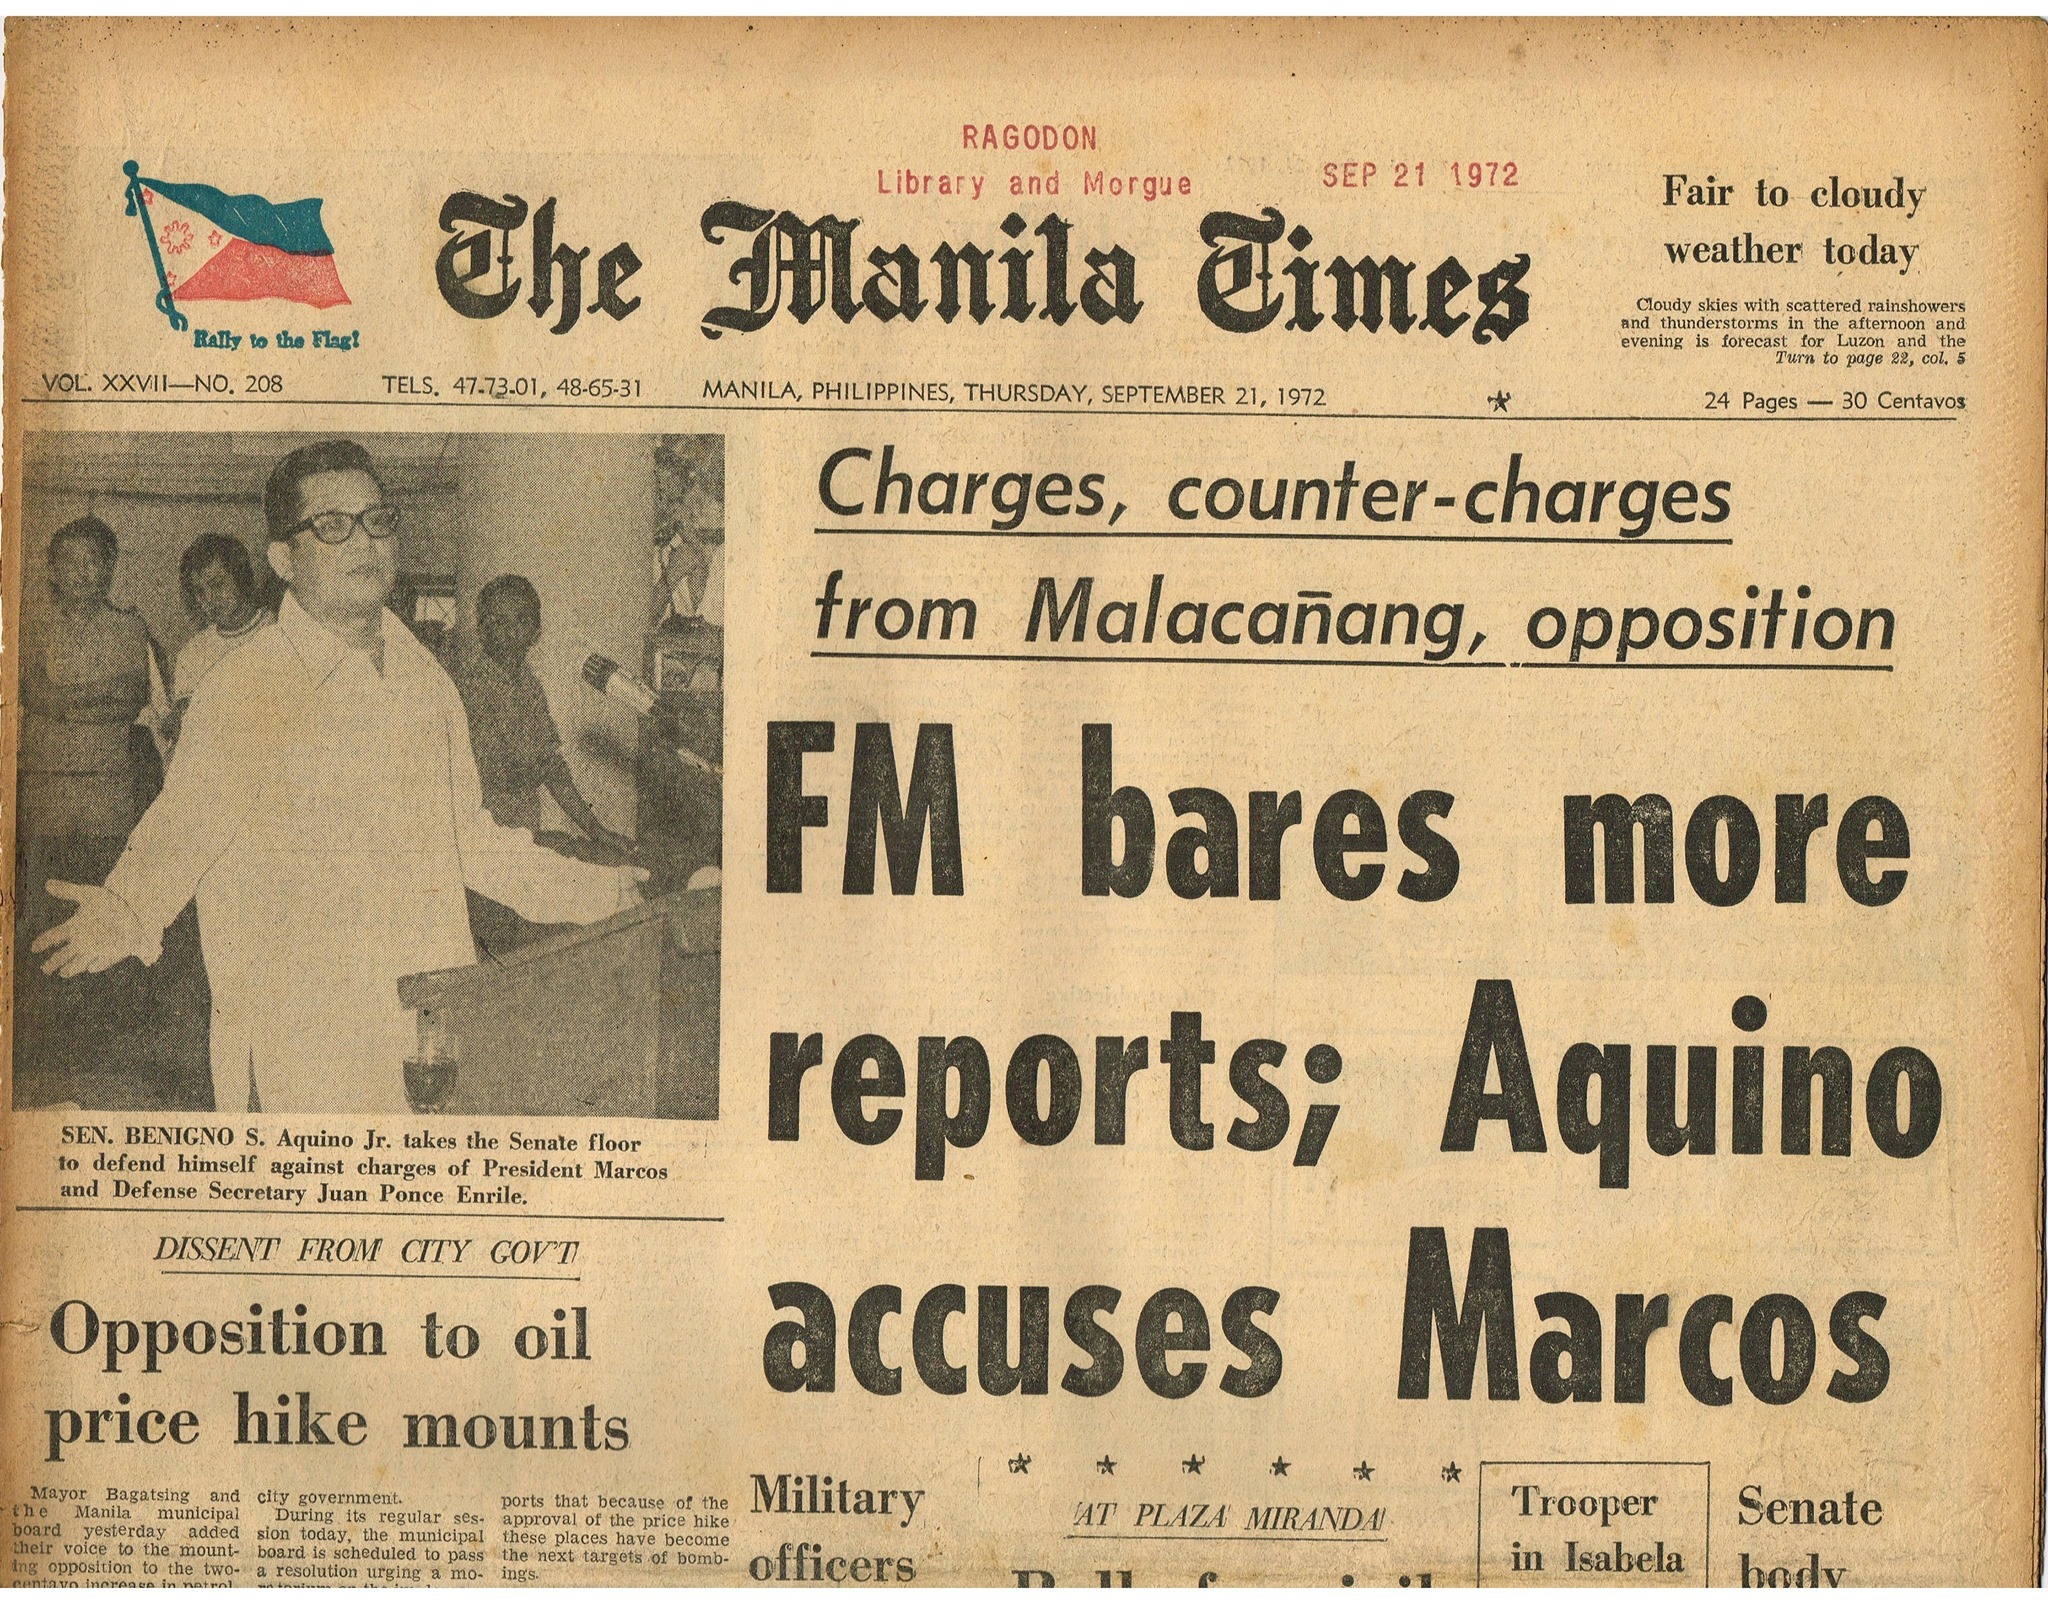 RAGODON
Library and Morgue
SEP 21 1972
The Manila Times
Rally to the Flag!
Fair to cloudy
weather today
Cloudy skies with scattered rainshowers
and thunderstorms in the afternoon and
evening is forecast for Luzon and the
Turn to page 22, col. 5
VOL. XXVII—NO. 208
TELS. 47-73-01, 48-65-31
MANILA, PHILIPPINES, THURSDAY, SEPTEMBER 21, 1972
24 Pages — 30 Centavos
Charges, counter-charges
from Malacañang, opposition
FM bares more
reports; Aquino
accuses Marcos
SEN. BENIGNO S. Aquino Jr. takes the Senate floor
to defend himself against charges of President Marcos
and Defense Secretary Juan Ponce Enrile.
DISSENT FROM CITY GOV'T
Opposition to oil
price hike mounts
Mayor Bagatsing and
the Manila municipal
board yesterday added
their voice to the mount-
ing opposition to the two-
centavo increase in petrol
city government.
During its regular ses-
sion today, the municipal
board is scheduled to pass
a resolution urging a mo-
ports that because of the
approval of the price hike
these places have become
the next targets of bomb-
ings.
Military
officers
AT PLAZA MIRANDA
Trooper
in Isabela
Senate
body